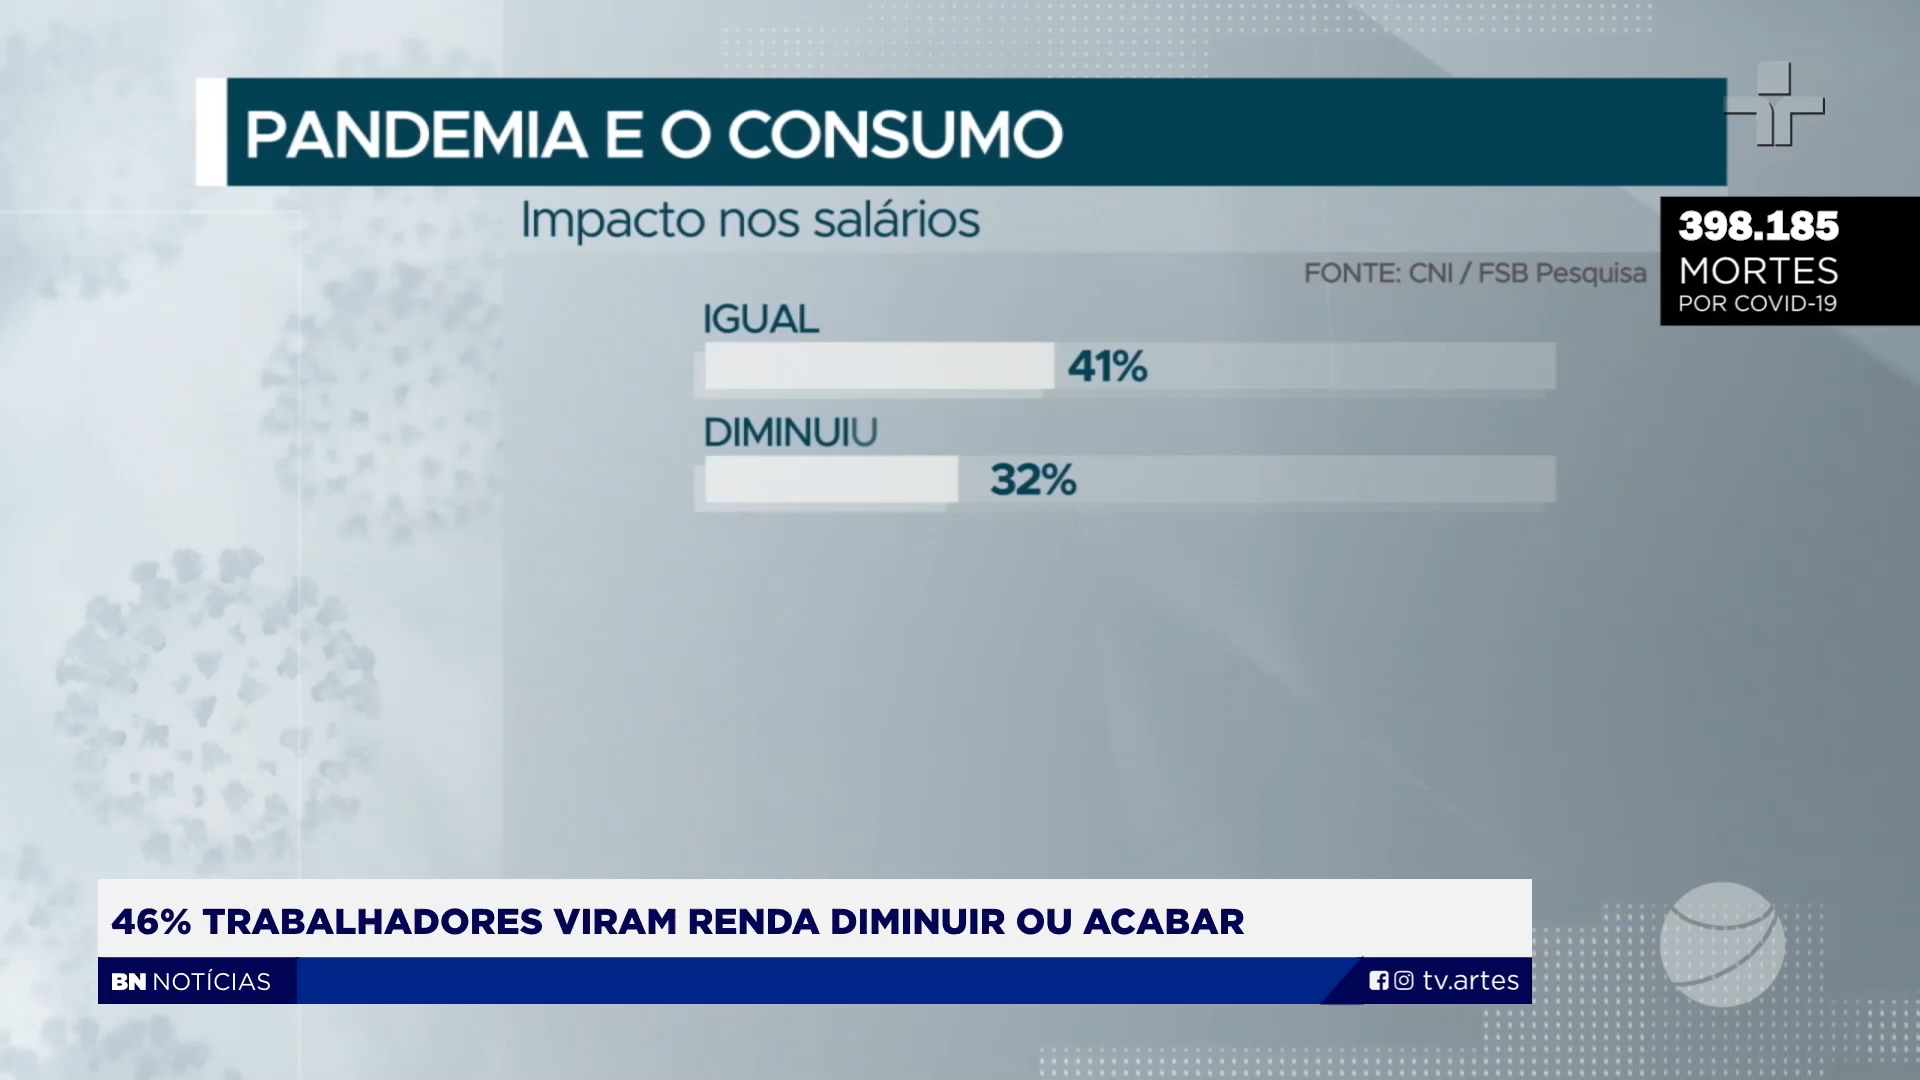 PANDEMIA E O CONSUMO
Impacto nos salários
398.185
MORTES
POR COVID-19
FONTE: CNI / FSB Pesquisa
IGUAL
41%
DIMINUIU
32%
46% TRABALHADORES VIRAM RENDA DIMINUIR OU ACABAR
BN NOTÍCIAS
tv.artes